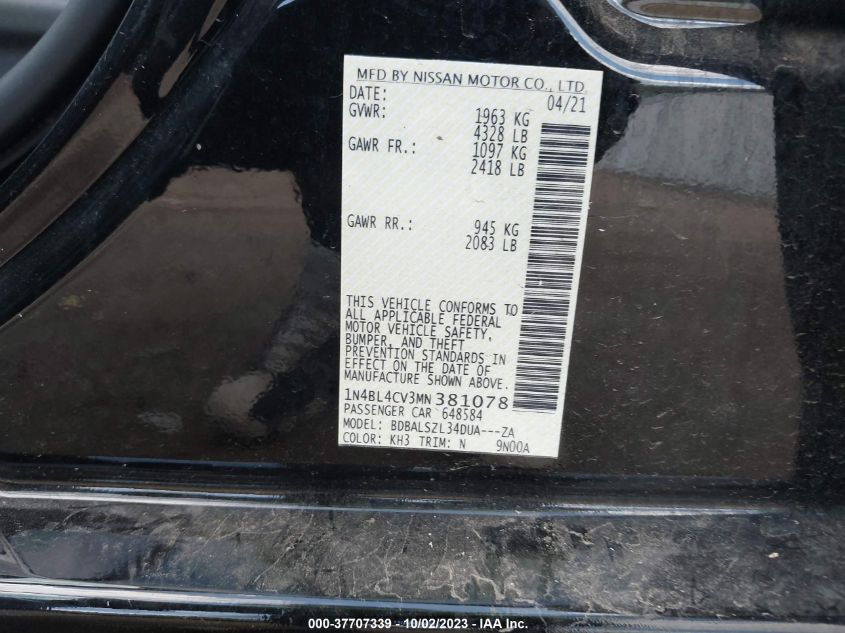 MFD BY NISSAN MOTOR CO., LTD.
DATE: 04/21
GVWR: 1963 KG
4328 LB
GAWR FR.: 1097 KG
2418 LB
GAWR RR.: 945 KG
2083 LB
THIS VEHICLE CONFORMS TO
ALL APPLICABLE FEDERAL
MOTOR VEHICLE SAFETY,
BUMPER, AND THEFT
PREVENTION STANDARDS IN
EFFECT ON THE DATE OF
MANUFACTURE SHOWN ABOVE.
1N4BL4CV3MN381078
PASSENGER CAR 648584
MODEL: BDBALSZL34DUA---ZA
COLOR: KH3 TRIM: N 9N00A
000-37707339 - 10/02/2023 - IAA Inc.